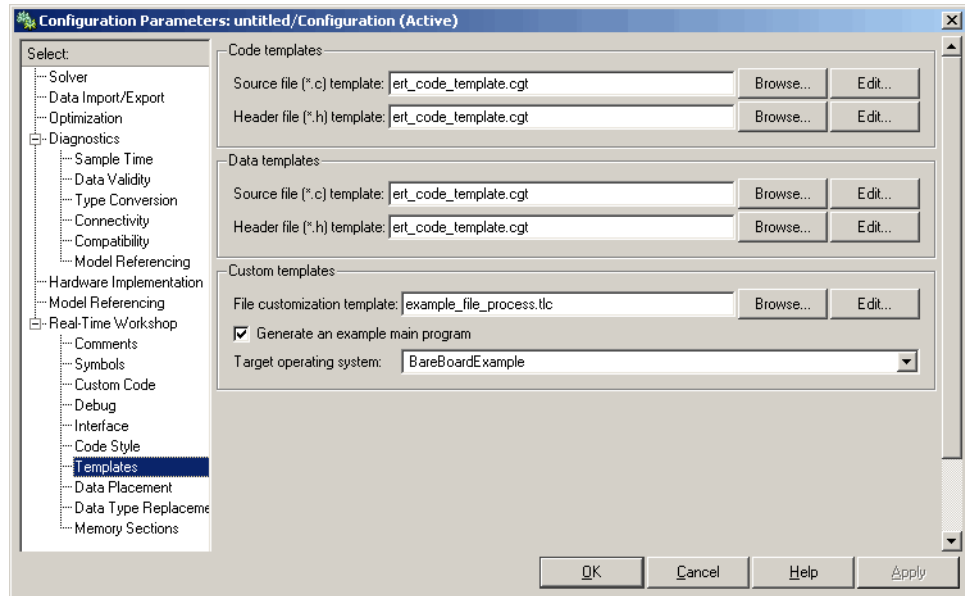 Configuration Parameters: untitled/Configuration (Active)
Select:
Solver
Data Import/Export
Optimization
Diagnostics
Sample Time
Data Validity
Type Conversion
Connectivity
Compatibility
Model Referencing
Hardware Implementation
Model Referencing
Real-Time Workshop
Comments
Symbols
Custom Code
Debug
Interface
Code Style
Templates
Data Placement
Data Type Replaceme
Memory Sections
Code templates
Source file (*.c) template: ert_code_template.cgt Browse... Edit...
Header file (*.h) template: ert_code_template.cgt Browse... Edit...
Data templates
Source file (*.c) template: ert_code_template.cgt Browse... Edit...
Header file (*.h) template: ert_code_template.cgt Browse... Edit...
Custom templates
File customization template: example_file_process.tlc Browse... Edit...
Generate an example main program
Target operating system: BareBoardExample
OK Cancel Help Apply